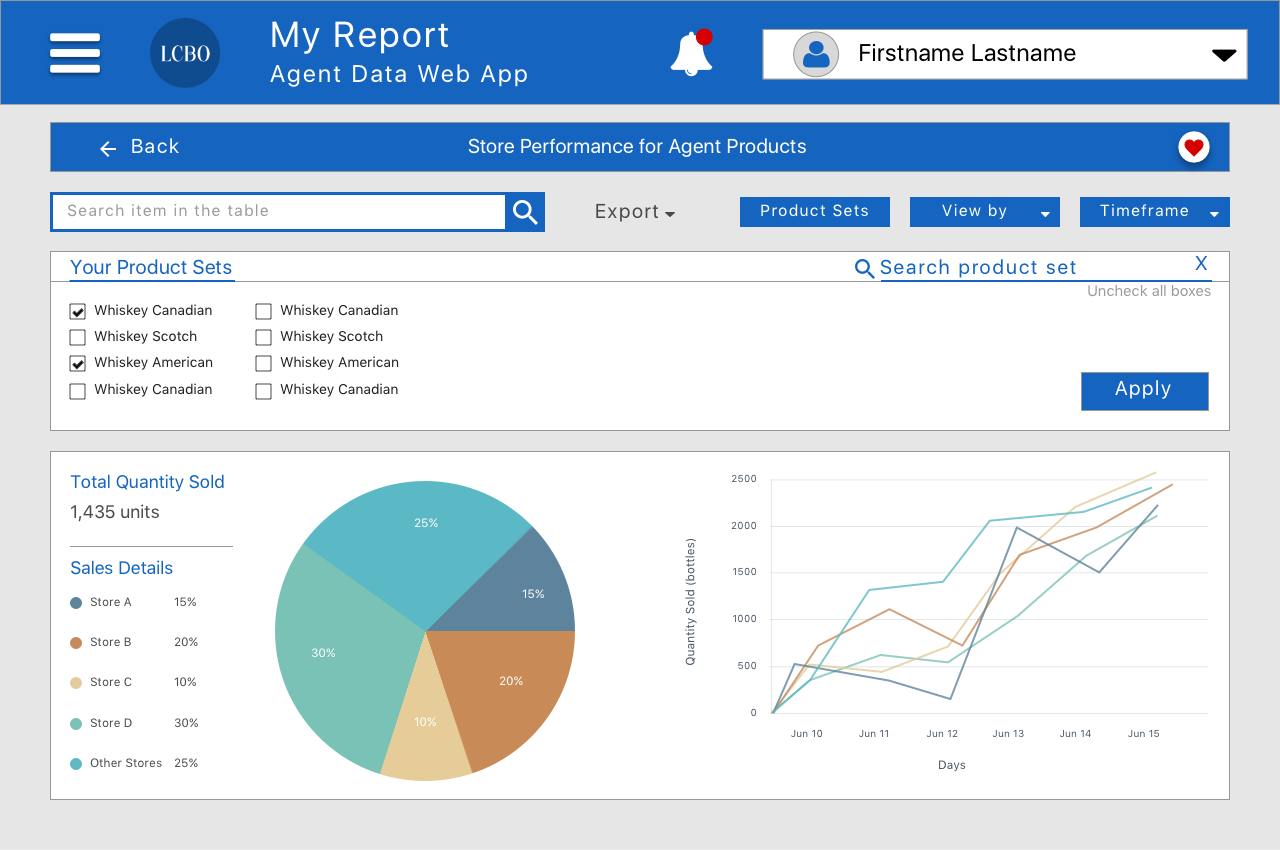 LCBO
My Report
Agent Data Web App
Firstname Lastname
Back
Store Performance for Agent Products
Search item in the table
Export
Product Sets
View by
Timeframe
Your Product Sets
Search product set
X
Uncheck all boxes
Whiskey Canadian
Whiskey Canadian
Whiskey Scotch
Whiskey Scotch
Whiskey American
Whiskey American
Whiskey Canadian
Whiskey Canadian
Apply
Total Quantity Sold
1,435 units
Sales Details
Store A 15%
Store B 20%
Store C 10%
Store D 30%
Other Stores 25%
25%
15%
30%
20%
10%
Quantity Sold (bottles)
2500
2000
1500
1000
500
0
Jun 10 Jun 11 Jun 12 Jun 13 Jun 14 Jun 15
Days